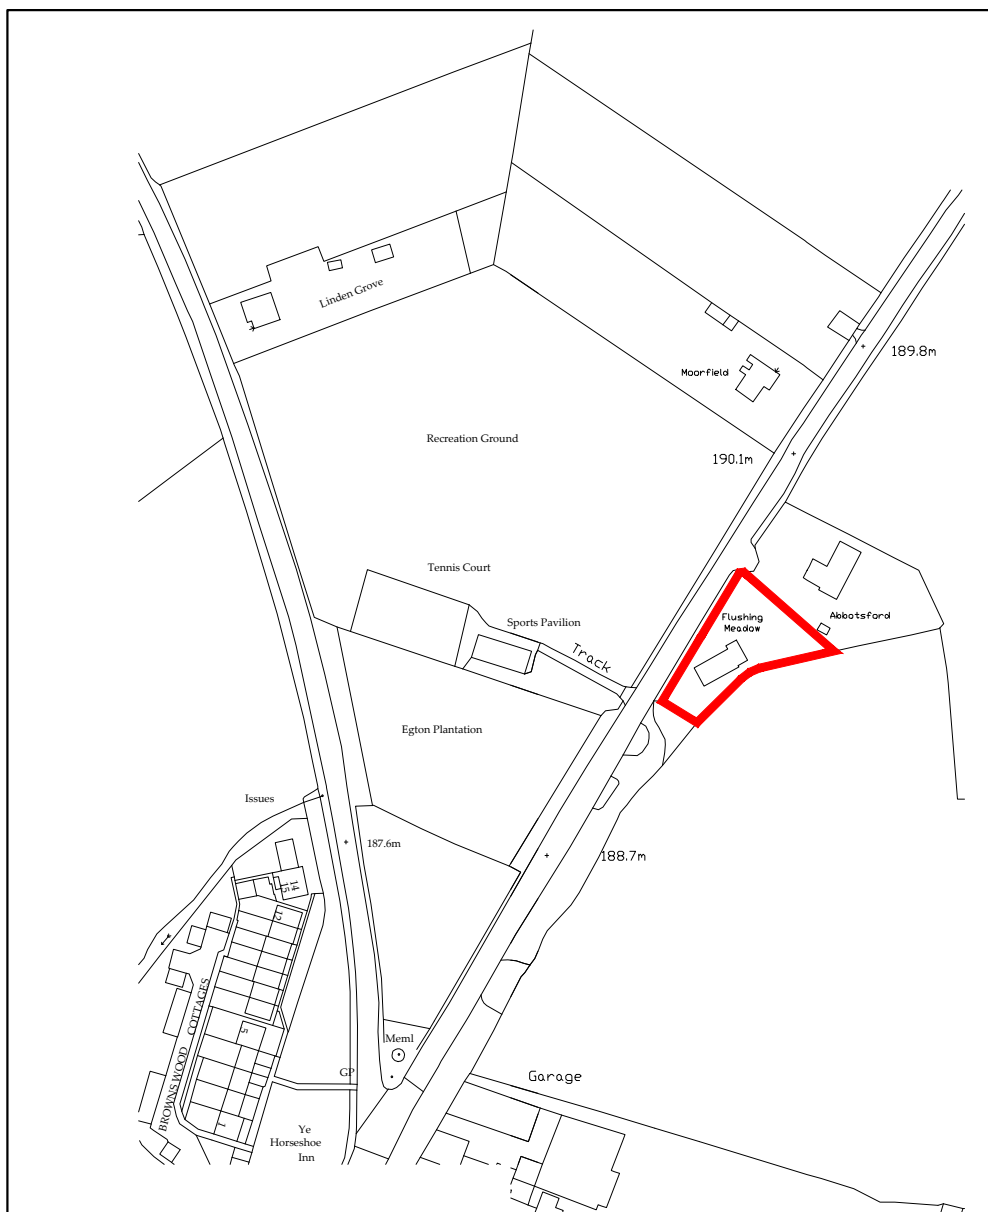 Linden Grove
189.8m
Moorfield
Recreation Ground
190.1m
Tennis Court
Flushing
Meadow
Abbotsford
Sports Pavilion
Track
Egton Plantation
Issues
187.6m
188.7m
14
15
12
BROWNS WOOD COTTAGES
5
Meml
GP
Garage
1
Ye
Horseshoe
Inn